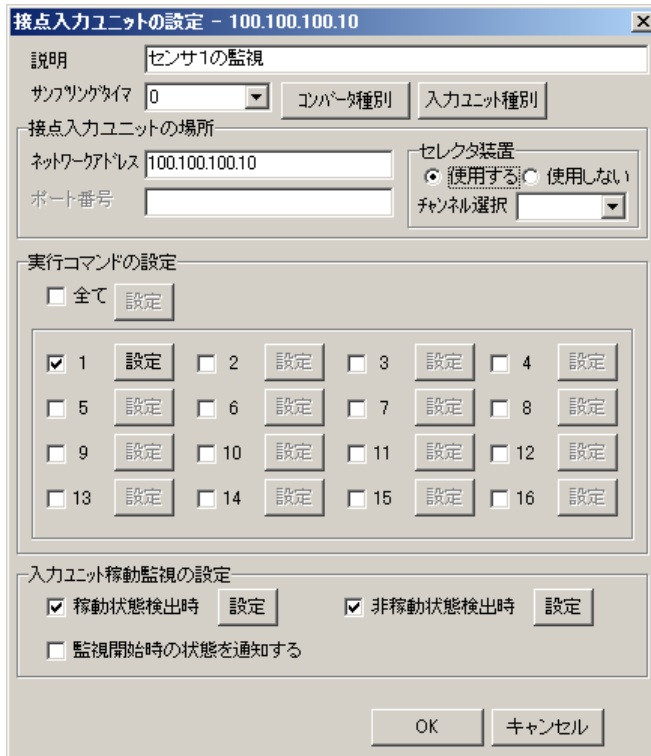 接点入力ユニットの設定 - 100.100.100.10
説明 センサ1の監視
サンプリングタイマ 0 コンバータ種別 入力ユニット種別
接点入力ユニットの場所
ネットワークアドレス 100.100.100.10
ポート番号
セレクタ装置
使用する 使用しない
チャンネル選択
実行コマンドの設定
全て 設定
1 設定 2 設定 3 設定 4 設定
5 設定 6 設定 7 設定 8 設定
9 設定 10 設定 11 設定 12 設定
13 設定 14 設定 15 設定 16 設定
入力ユニット稼動監視の設定
稼動状態検出時 設定 非稼動状態検出時 設定
監視開始時の状態を通知する
OK キャンセル